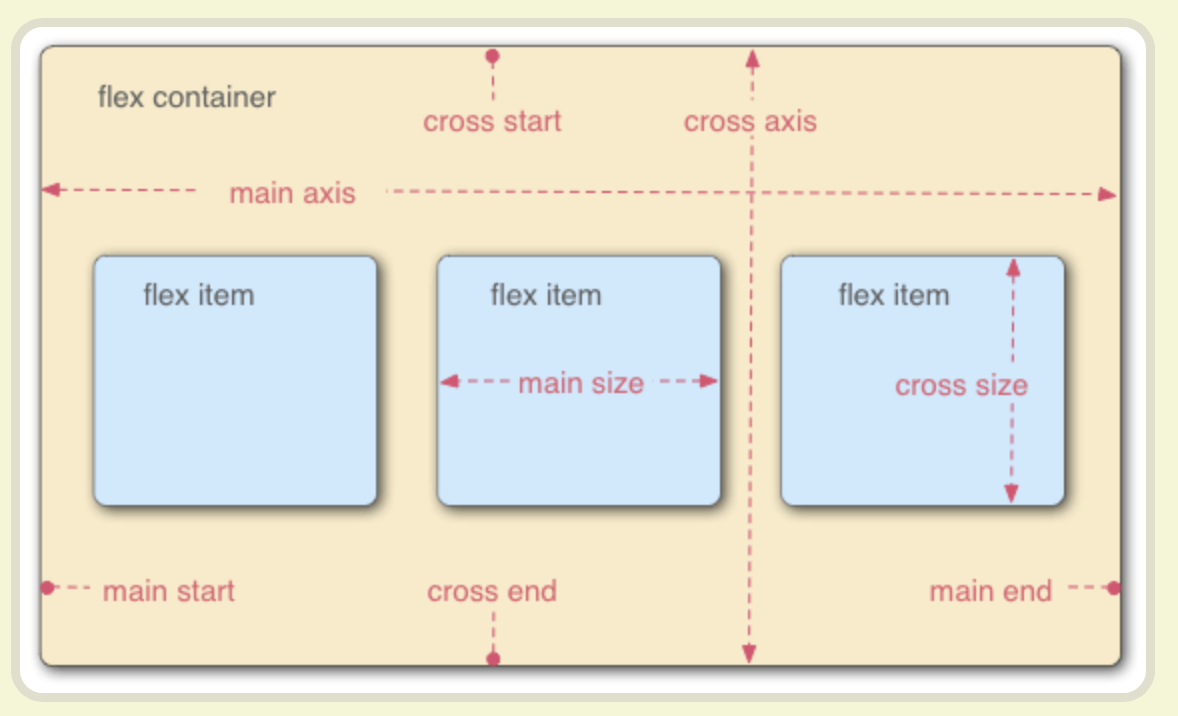 flex container
cross start
cross axis
main axis
flex item
flex item
flex item
main size
cross size
main start
cross end
main end